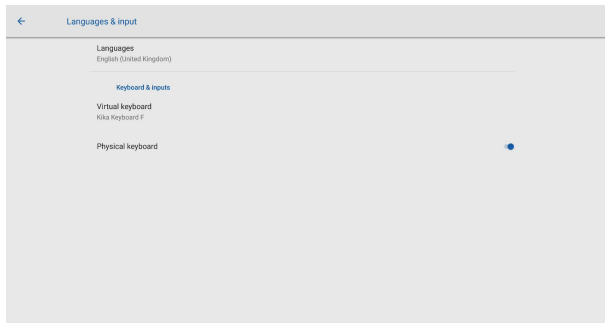 Languages & input
Languages
English (United Kingdom)
Keyboard & inputs
Virtual keyboard
Kika Keyboard F
Physical keyboard